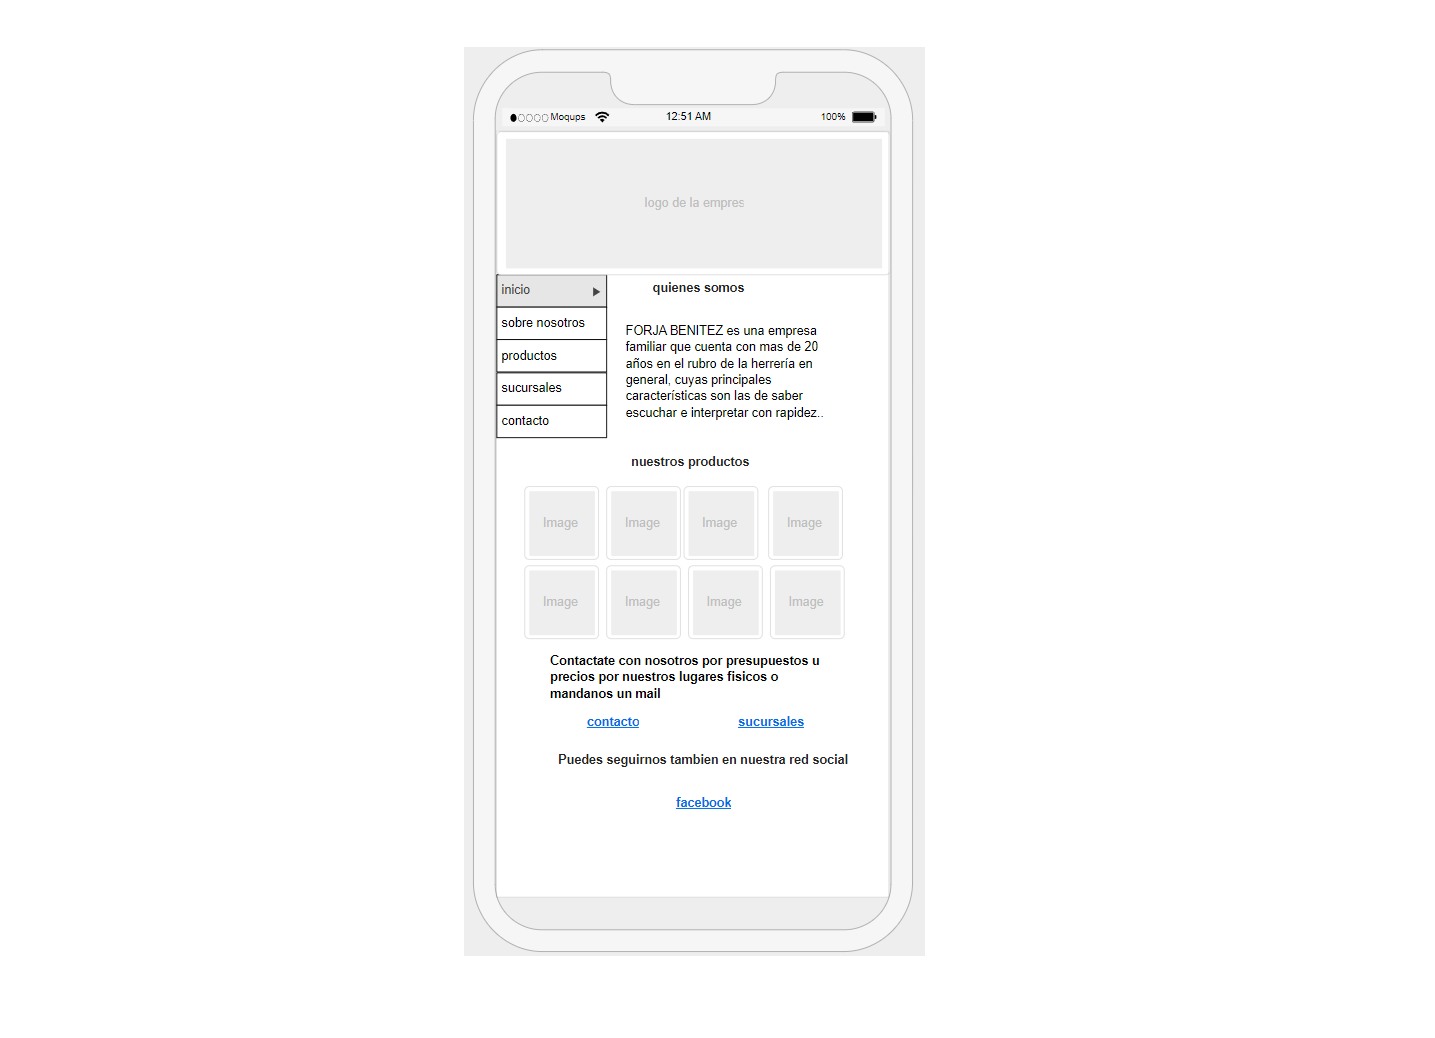 Moqups 12:51 AM 100%
logo de la empres
inicio
sobre nosotros
productos
sucursales
contacto
quienes somos
FORJA BENITEZ es una empresa
familiar que cuenta con mas de 20
años en el rubro de la herrería en
general, cuyas principales
características son las de saber
escuchar e interpretar con rapidez..
nuestros productos
Image Image Image Image
Image Image Image Image
Contactate con nosotros por presupuestos u
precios por nuestros lugares fisicos o
mandanos un mail
contacto sucursales
Puedes seguirnos tambien en nuestra red social
facebook